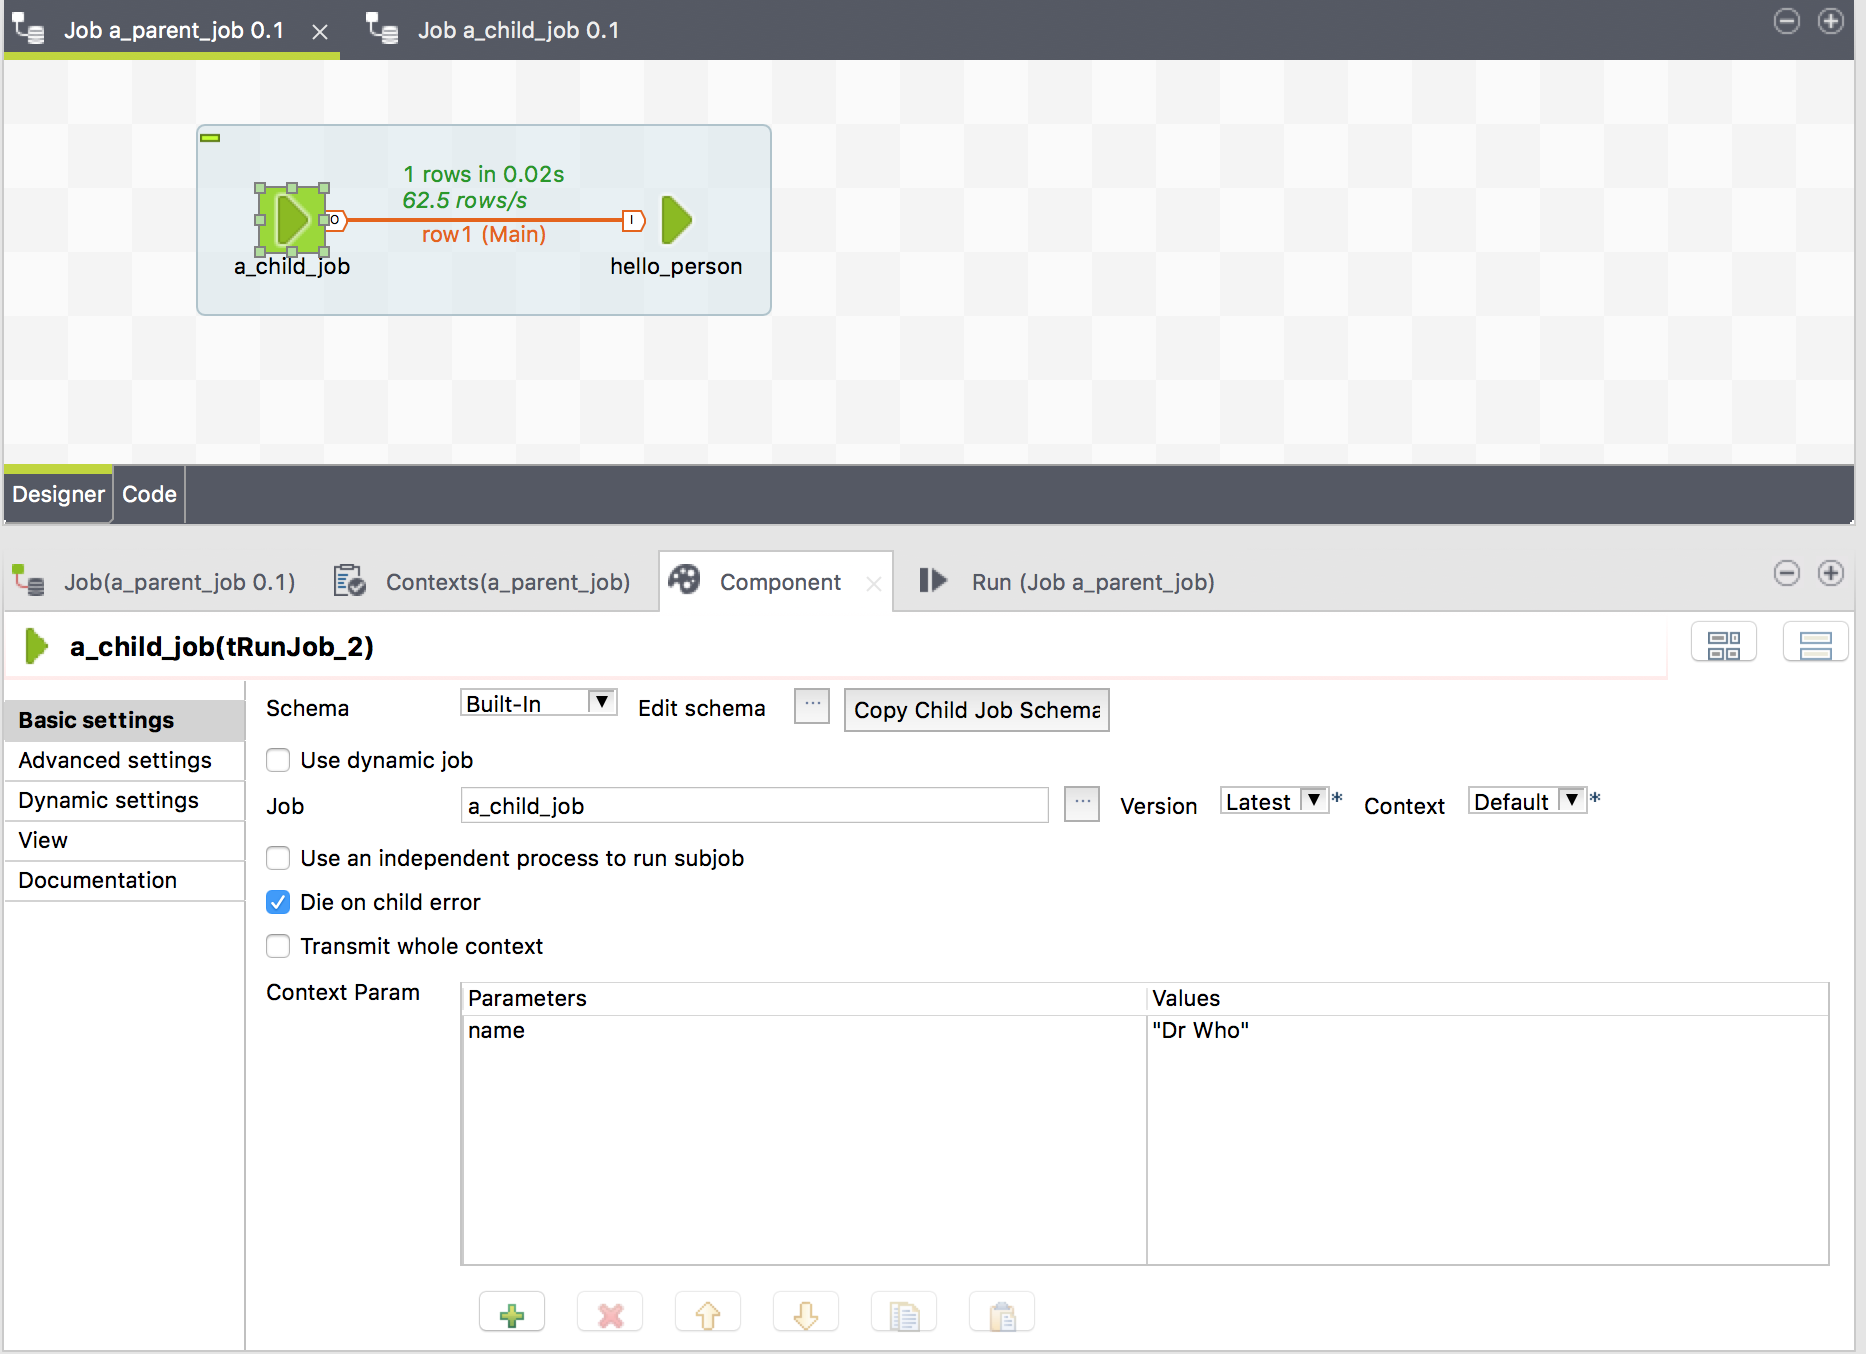 Job a_parent_job 0.1
Job a_child_job 0.1
1 rows in 0.02s
62.5 rows/s
O
I
row1 (Main)
a_child_job
hello_person
Designer
Code
Job(a_parent_job 0.1)
Contexts(a_parent_job)
Component
Run (Job a_parent_job)
a_child_job(tRunJob_2)
Basic settings
Advanced settings
Dynamic settings
View
Documentation
Schema
Built-In
Edit schema
...
Copy Child Job Schema
Use dynamic job
Job
a_child_job
...
Version
Latest
*
Context
Default
*
Use an independent process to run subjob
Die on child error
Transmit whole context
Context Param
Parameters
Values
name
"Dr Who"